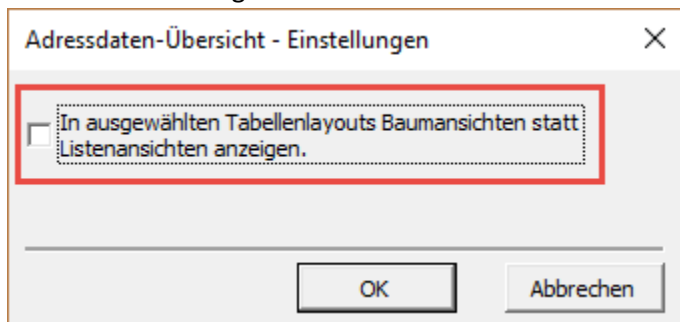 Adressdaten-Übersicht - Einstellungen
In ausgewählten Tabellenlayouts Baumansichten statt
Listenansichten anzeigen.
OK Abbrechen